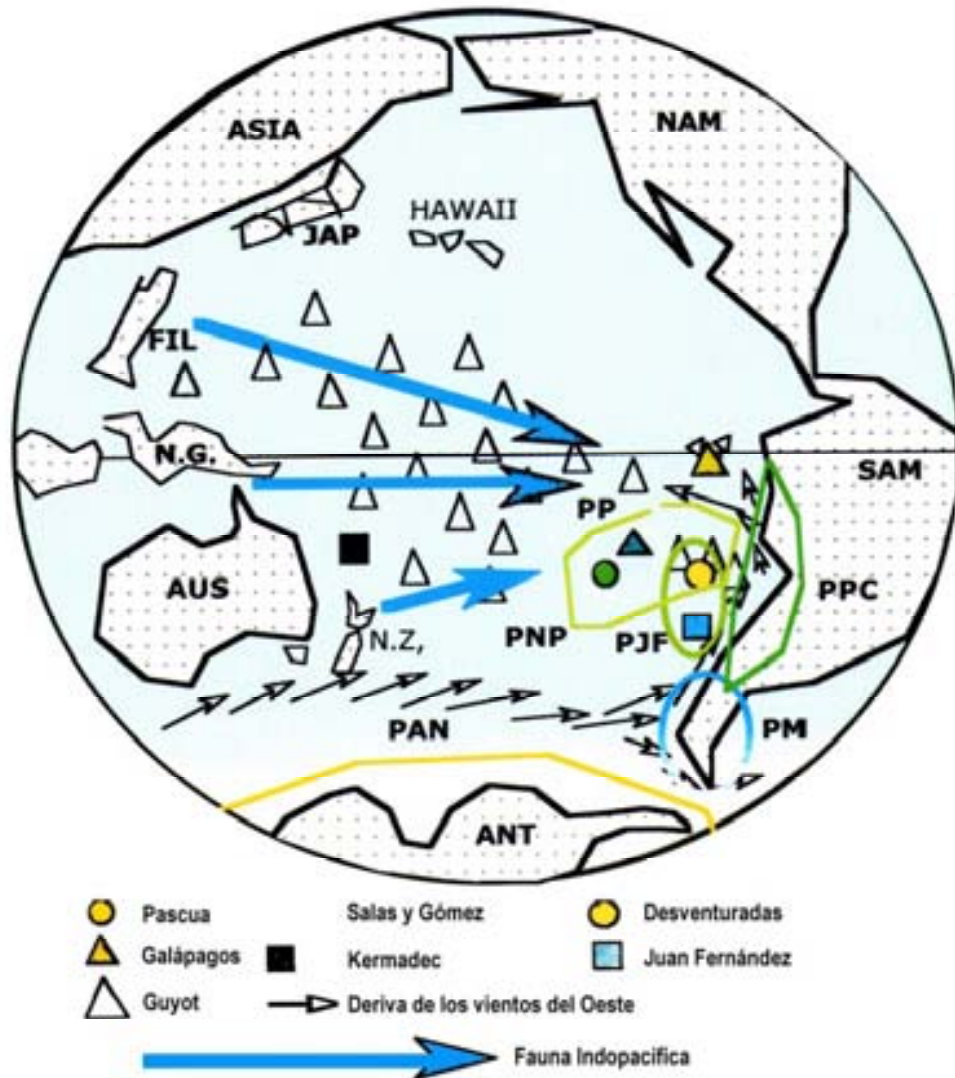 ASIA
NAM
HAWAII
JAP
FIL
N.G.
SAM
PP
AUS
PPC
N.Z,
PNP
PJF
PAN
PM
ANT
Pascua
Salas y Gómez
Desventuradas
Galápagos
Kermadec
Juan Fernández
Guyot
Deriva de los vientos del Oeste
Fauna Indopacífica